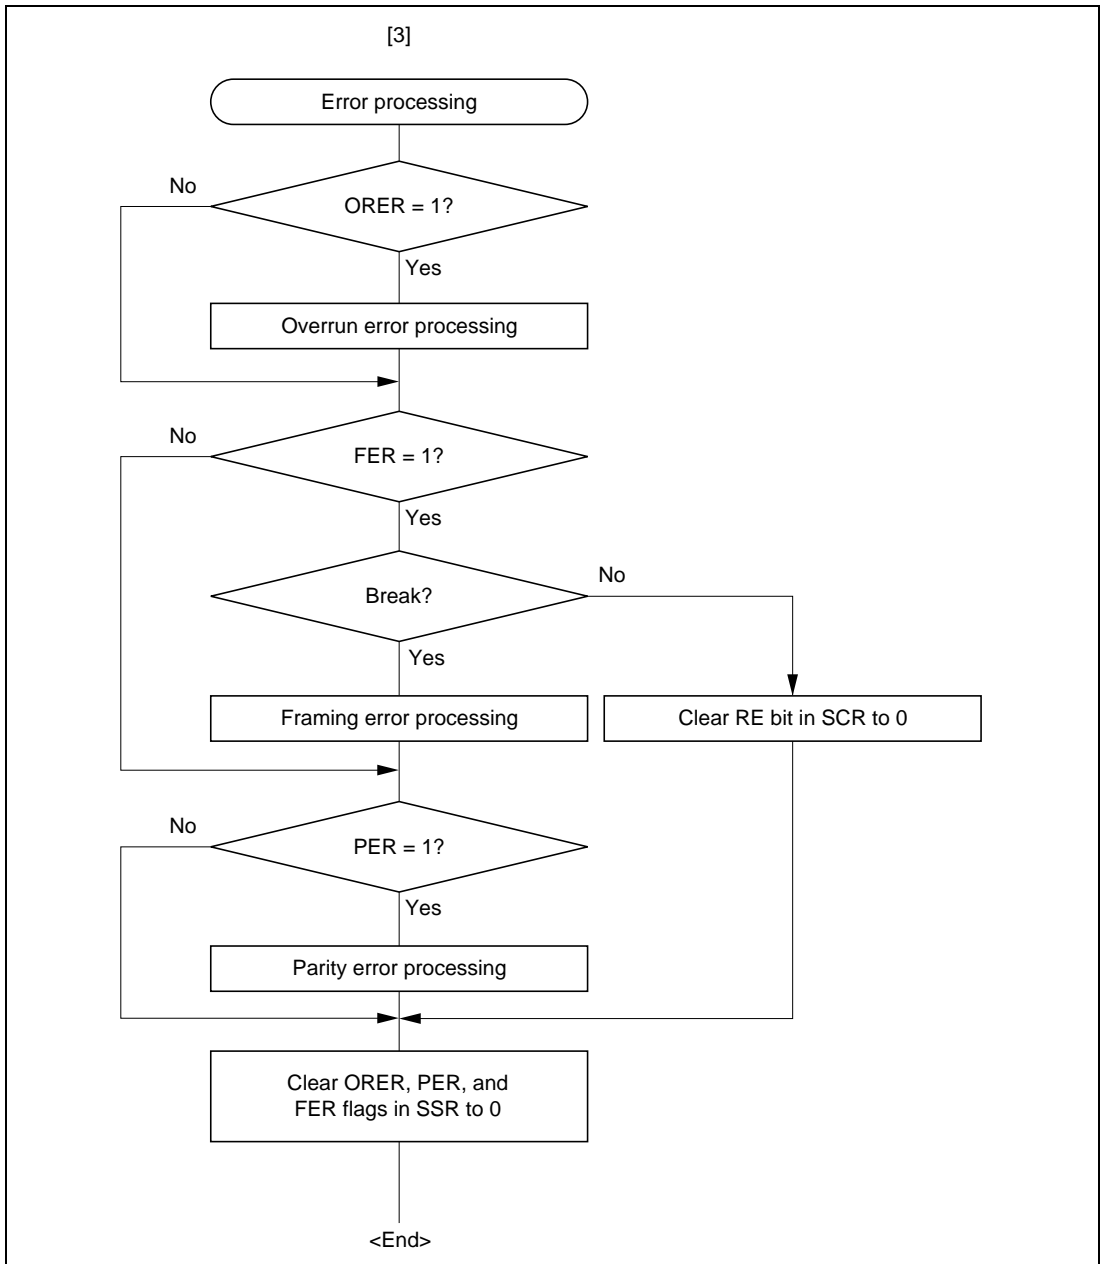 [3]
Error processing
No
ORER = 1?
Yes
Overrun error processing
No
FER = 1?
Yes
No
Break?
Yes
Framing error processing
Clear RE bit in SCR to 0
No
PER = 1?
Yes
Parity error processing
Clear ORER, PER, and
FER flags in SSR to 0
<End>